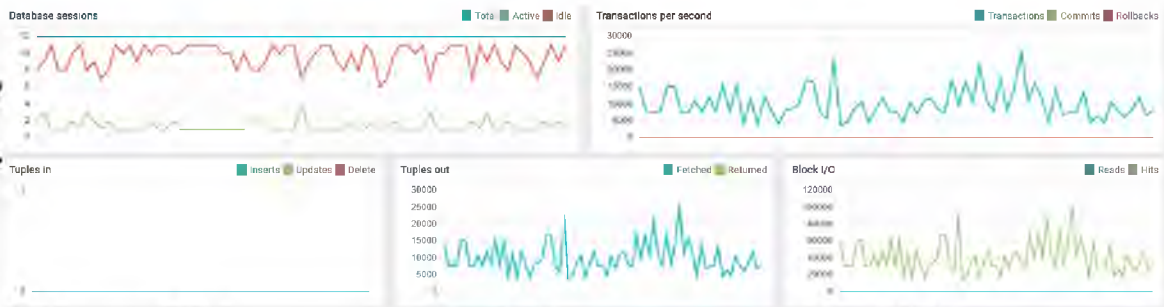 Database sessions
Total Active Idle
12
10
8
6
4
2
0
Transactions per second
Transactions Commits Rollbacks
30000
25000
20000
15000
10000
5000
0
Tuples in
Inserts Updates Delete
1
0
Tuples out
Fetched Returned
30000
25000
20000
15000
10000
5000
Block I/O
Reads Hits
120000
100000
80000
60000
40000
20000
0